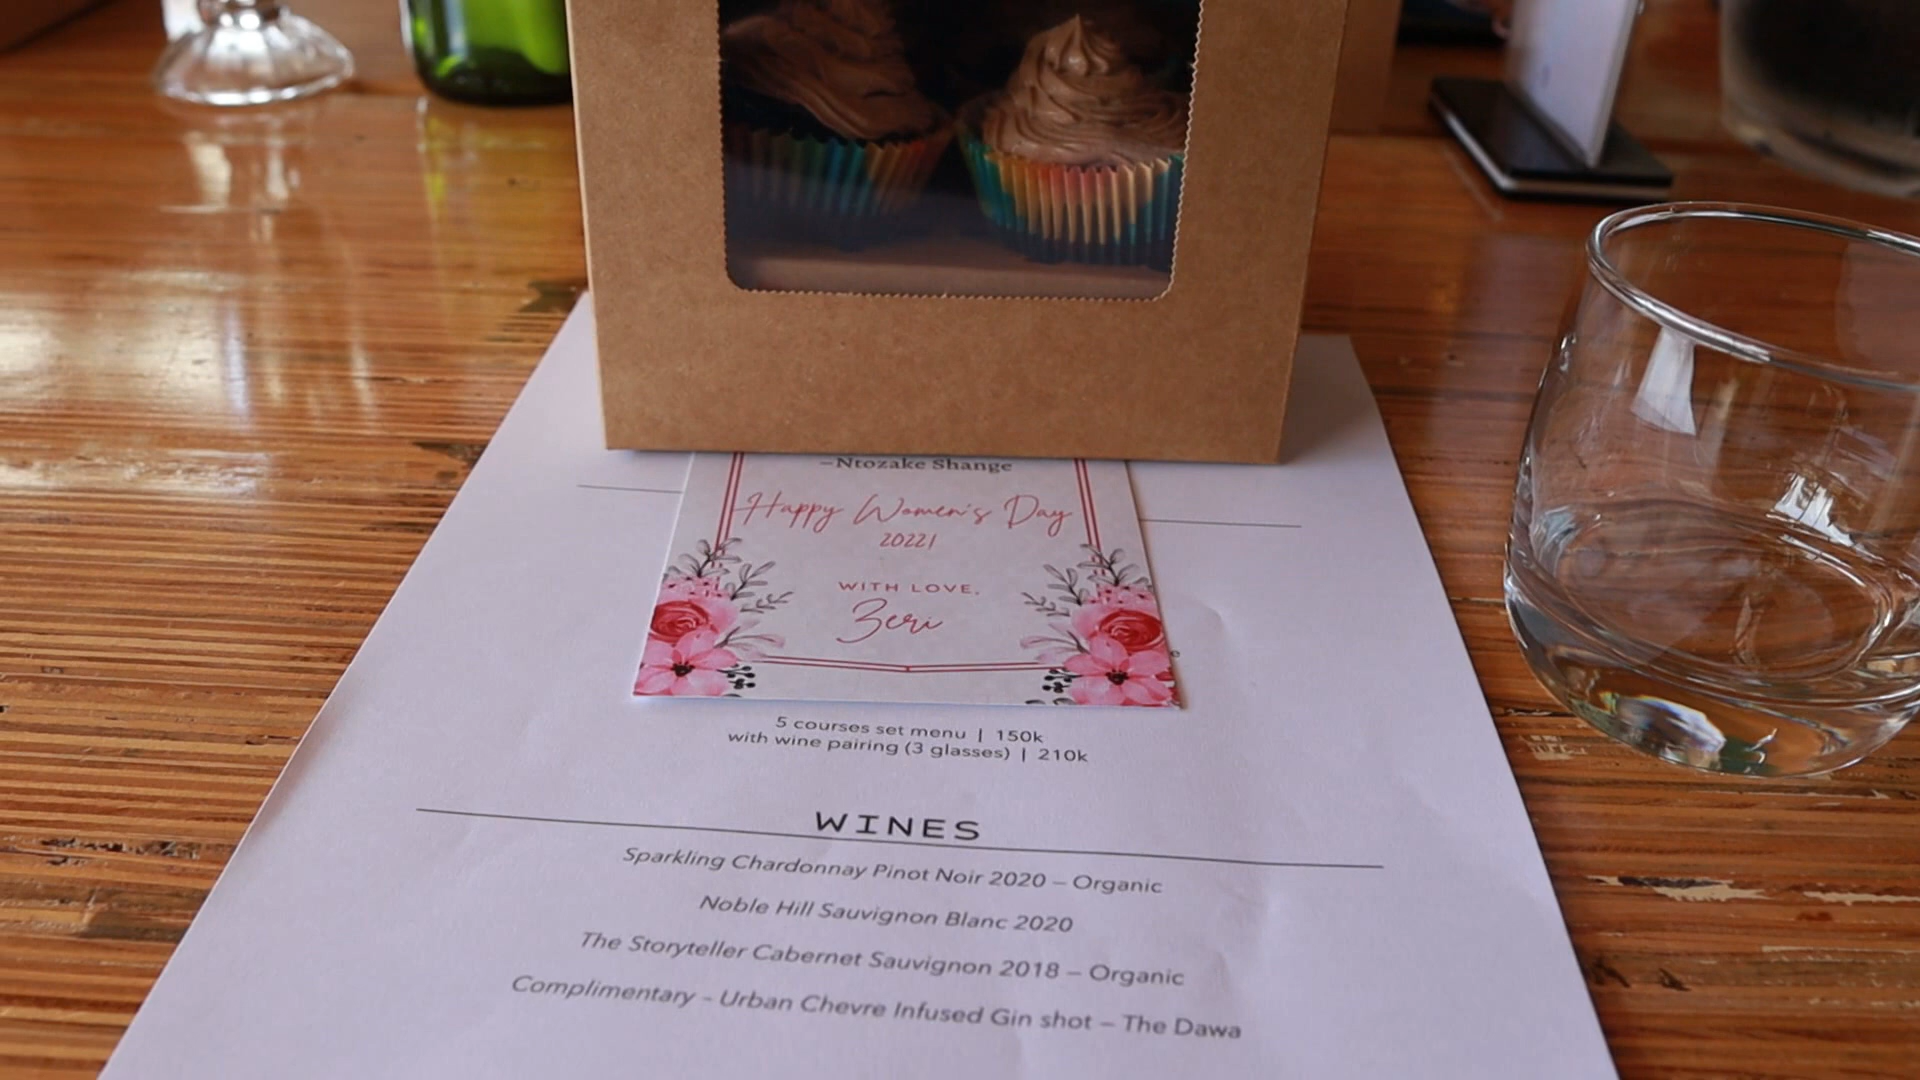 –Ntozake Shange
Happy Women's Day
2022!
WITH LOVE,
Zeri
5 courses set menu | 150k
with wine pairing (3 glasses) | 210k
WINES
Sparkling Chardonnay Pinot Noir 2020 – Organic
Noble Hill Sauvignon Blanc 2020
The Storyteller Cabernet Sauvignon 2018 – Organic
Complimentary – Urban Chevre Infused Gin shot – The Dawa